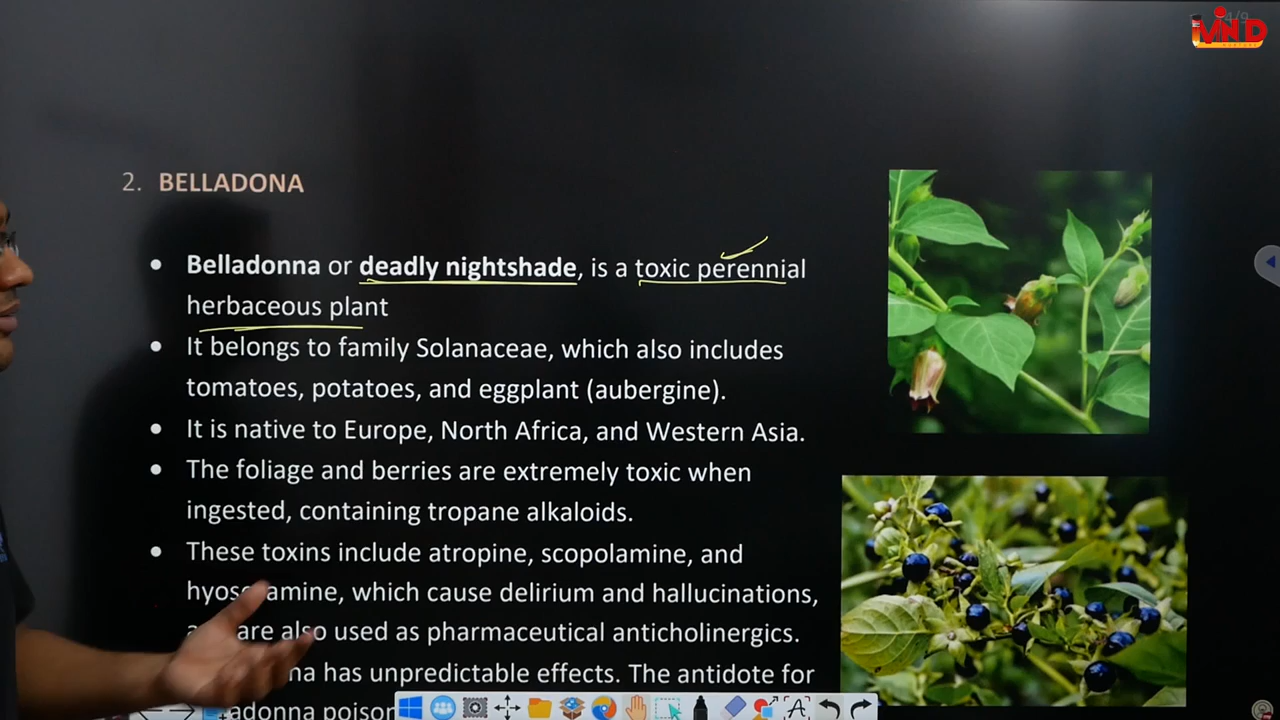 MIND
2. BELLADONA
• Belladonna or deadly nightshade, is a toxic perennial
herbaceous plant
• It belongs to family Solanaceae, which also includes
tomatoes, potatoes, and eggplant (aubergine).
• It is native to Europe, North Africa, and Western Asia.
• The foliage and berries are extremely toxic when
ingested, containing tropane alkaloids.
• These toxins include atropine, scopolamine, and
hyoscyamine, which cause delirium and hallucinations,
are also used as pharmaceutical anticholinergics.
na has unpredictable effects. The antidote for
adonna poison